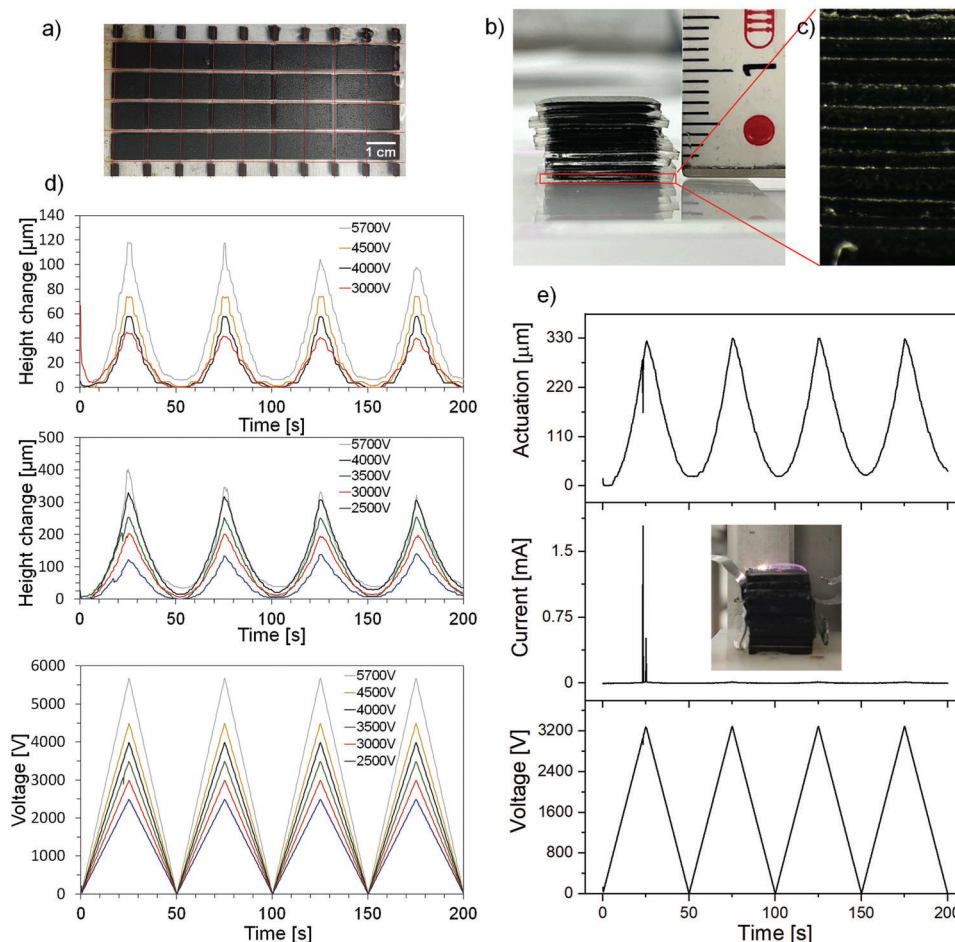 a)
1 cm
b)
1
c)
d)
Height change [µm]
140
120
100
80
60
40
20
0
5700V
4500V
4000V
3000V
0 50 100 150 200
Time [s]
Height change [µm]
500
400
300
200
100
0
5700V
4000V
3500V
3000V
2500V
0 50 100 150 200
Time [s]
Voltage [V]
6000
5000
4000
3000
2000
1000
0
5700V
4500V
4000V
3500V
3000V
2500V
0 50 100 150 200
Time [s]
e)
Actuation [µm]
330
220
110
0
Current [mA]
1.5
0.75
0
Voltage [V]
3200
2400
1600
800
0
0 50 100 150 200
Time [s]